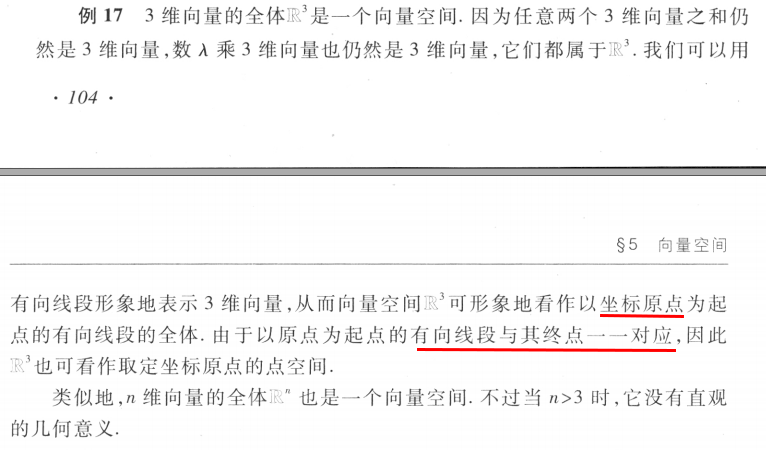 例 17 3 维向量的全体ℝ³是一个向量空间. 因为任意两个 3 维向量之和仍
然是 3 维向量,数 λ 乘 3 维向量也仍然是 3 维向量,它们都属于ℝ³. 我们可以用
· 104 ·
§5 向量空间
有向线段形象地表示 3 维向量,从而向量空间ℝ³可形象地看作以坐标原点为起
点的有向线段的全体. 由于以原点为起点的有向线段与其终点一一对应,因此
ℝ³也可看作取定坐标原点的点空间.
类似地,n 维向量的全体ℝⁿ 也是一个向量空间. 不过当 n>3 时,它没有直观
的几何意义.